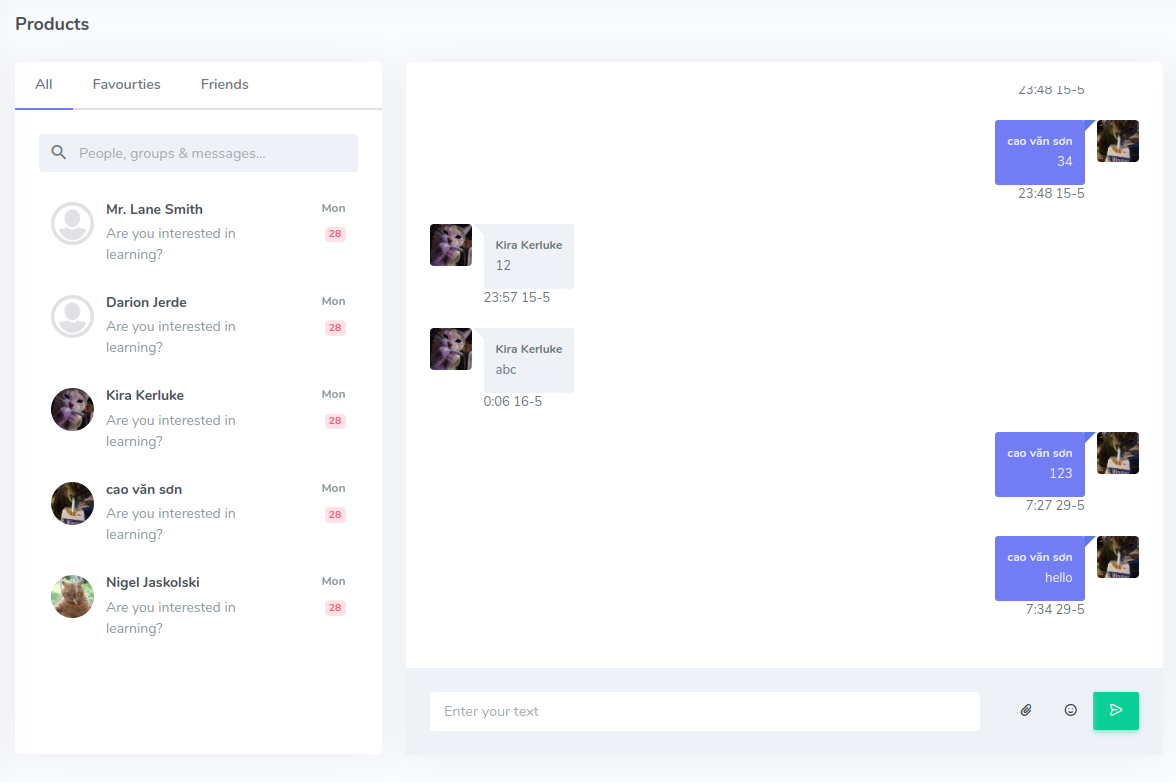 Products
All Favourties Friends
People, groups & messages...
Mr. Lane Smith Mon
Are you interested in 28
learning?
Darion Jerde Mon
Are you interested in 28
learning?
Kira Kerluke Mon
Are you interested in 28
learning?
cao văn sơn Mon
Are you interested in 28
learning?
Nigel Jaskolski Mon
Are you interested in 28
learning?
23:48 15-5
cao văn sơn
34
23:48 15-5
Kira Kerluke
12
23:57 15-5
Kira Kerluke
abc
0:06 16-5
cao văn sơn
123
7:27 29-5
cao văn sơn
hello
7:34 29-5
Enter your text